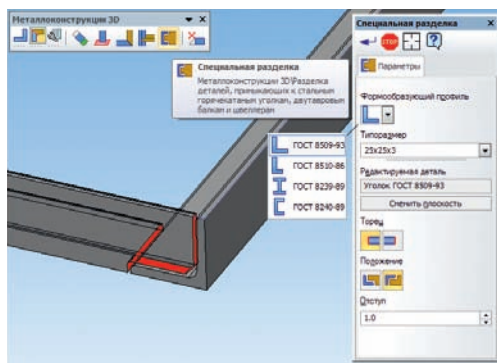 Металлоконструкции 3D
Специальная разделка
Металлоконструкции 3D\Разделка
деталей, примыкающих к стальным
горячекатаным уголкам, двутавровым
балкам и швеллерам
ГОСТ 8509-93
ГОСТ 8510-86
ГОСТ 8239-89
ГОСТ 8240-89
Специальная разделка
STOP
Параметры
Формообразующий профиль
Типоразмер
25x25x3
Редактируемая деталь
Уголок ГОСТ 8509-93
Сменить плоскость
Торец
Положение
Отступ
1.0